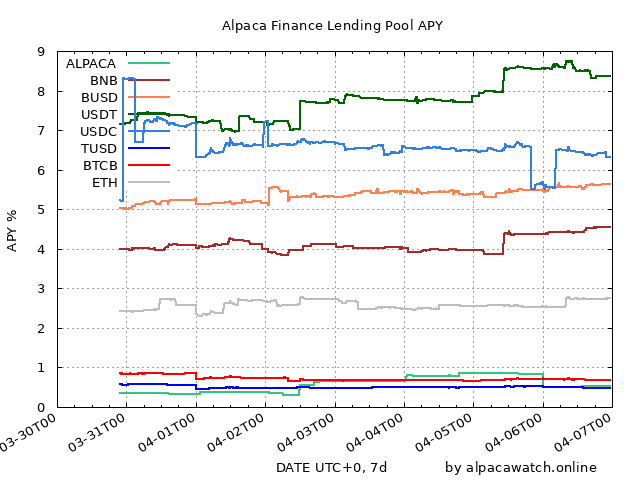 Alpaca Finance Lending Pool APY
9
8
7
6
5
4
3
2
1
0
APY %
ALPACA
BNB
BUSD
USDT
USDC
TUSD
BTCB
ETH
03-30T00
03-31T00
04-01T00
04-02T00
04-03T00
04-04T00
04-05T00
04-06T00
04-07T00
DATE UTC+0, 7d
by alpacawatch.online